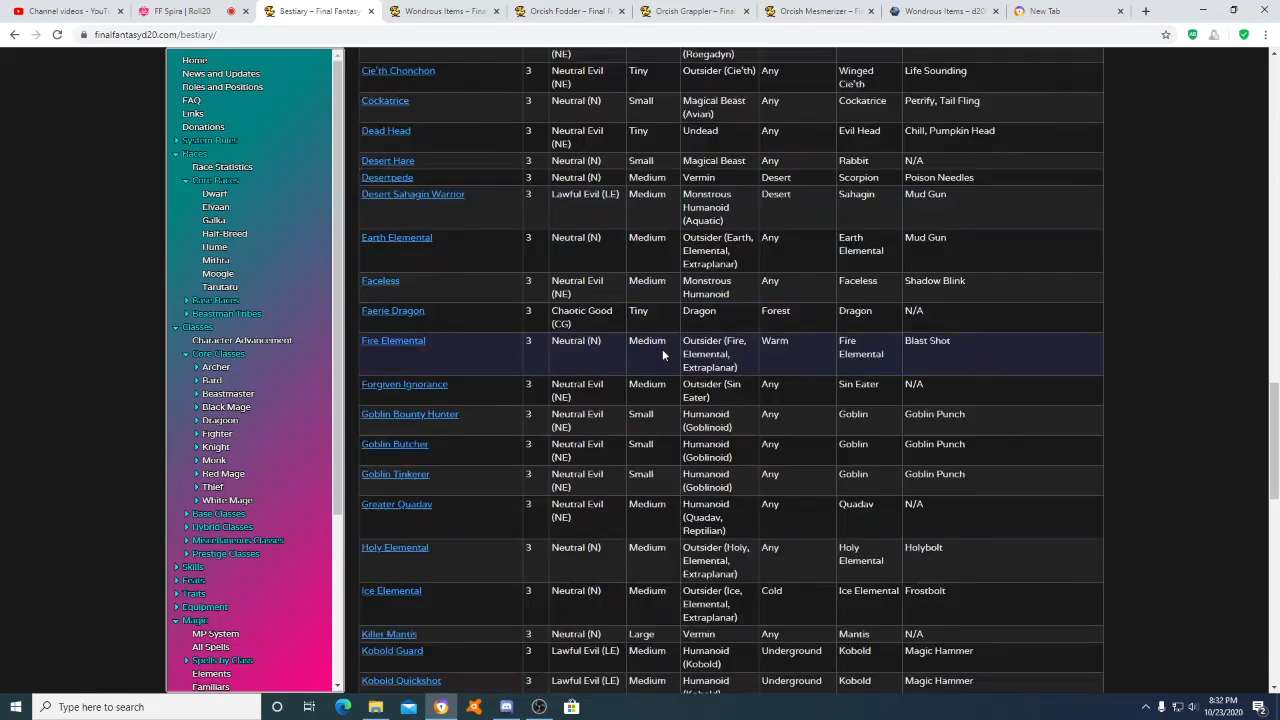 Channel videos - YouTu
FF Spira | Roll20
Bestiary – Final Fantasy
Wondrous Items – Fine
Orcish Fodder – Final F
Orcish Grappler – Final
Orcish Mesmerizer – Fi
Wondrous Items – d20
New Tab
finalfantasyd20.com/bestiary/
Home
News and Updates
Roles and Positions
FAQ
Links
Donations
System Rules
Races
Race Statistics
Core Races
Dwarf
Elvaan
Galka
Half-Breed
Hume
Mithra
Moogle
Tarutaru
Base Races
Beastman Tribes
Classes
Character Advancement
Core Classes
Archer
Bard
Beastmaster
Black Mage
Dragoon
Fighter
Knight
Monk
Red Mage
Thief
White Mage
Base Classes
Hybrid Classes
Miscellaneous Classes
Prestige Classes
Skills
Feats
Traits
Equipment
Magic
MP System
All Spells
Spells by Class
Elements
Familiars
(NE) (Roegadyn)
Cie'th Chonchon 3 Neutral Evil Tiny Outsider (Cie'th) Any Winged Life Sounding
(NE) Cie'th
Cockatrice 3 Neutral (N) Small Magical Beast Any Cockatrice Petrify, Tail Fling
(Avian)
Dead Head 3 Neutral Evil Tiny Undead Any Evil Head Chill, Pumpkin Head
(NE)
Desert Hare 3 Neutral (N) Small Magical Beast Any Rabbit N/A
Desertpede 3 Neutral (N) Medium Vermin Desert Scorpion Poison Needles
Desert Sahagin Warrior 3 Lawful Evil (LE) Medium Monstrous Desert Sahagin Mud Gun
Humanoid
(Aquatic)
Earth Elemental 3 Neutral (N) Medium Outsider (Earth, Any Earth Mud Gun
Elemental, Elemental
Extraplanar)
Faceless 3 Neutral Evil Medium Monstrous Any Faceless Shadow Blink
(NE) Humanoid
Faerie Dragon 3 Chaotic Good Tiny Dragon Forest Dragon N/A
(CG)
Fire Elemental 3 Neutral (N) Medium Outsider (Fire, Warm Fire Blast Shot
Elemental, Elemental
Extraplanar)
Forgiven Ignorance 3 Neutral Evil Medium Outsider (Sin Any Sin Eater N/A
(NE) Eater)
Goblin Bounty Hunter 3 Neutral Evil Small Humanoid Any Goblin Goblin Punch
(NE) (Goblinoid)
Goblin Butcher 3 Neutral Evil Small Humanoid Any Goblin Goblin Punch
(NE) (Goblinoid)
Goblin Tinkerer 3 Neutral Evil Small Humanoid Any Goblin Goblin Punch
(NE) (Goblinoid)
Greater Quadav 3 Neutral Evil Medium Humanoid Any Quadav N/A
(NE) (Quadav,
Reptilian)
Holy Elemental 3 Neutral (N) Medium Outsider (Holy, Any Holy Holybolt
Elemental, Elemental
Extraplanar)
Ice Elemental 3 Neutral (N) Medium Outsider (Ice, Cold Ice Elemental Frostbolt
Elemental,
Extraplanar)
Killer Mantis 3 Neutral (N) Large Vermin Any Mantis N/A
Kobold Guard 3 Lawful Evil (LE) Medium Humanoid Underground Kobold Magic Hammer
(Kobold)
Kobold Quickshot 3 Lawful Evil (LE) Medium Humanoid Underground Kobold Magic Hammer
Type here to search
8:32 PM
10/23/2020
2